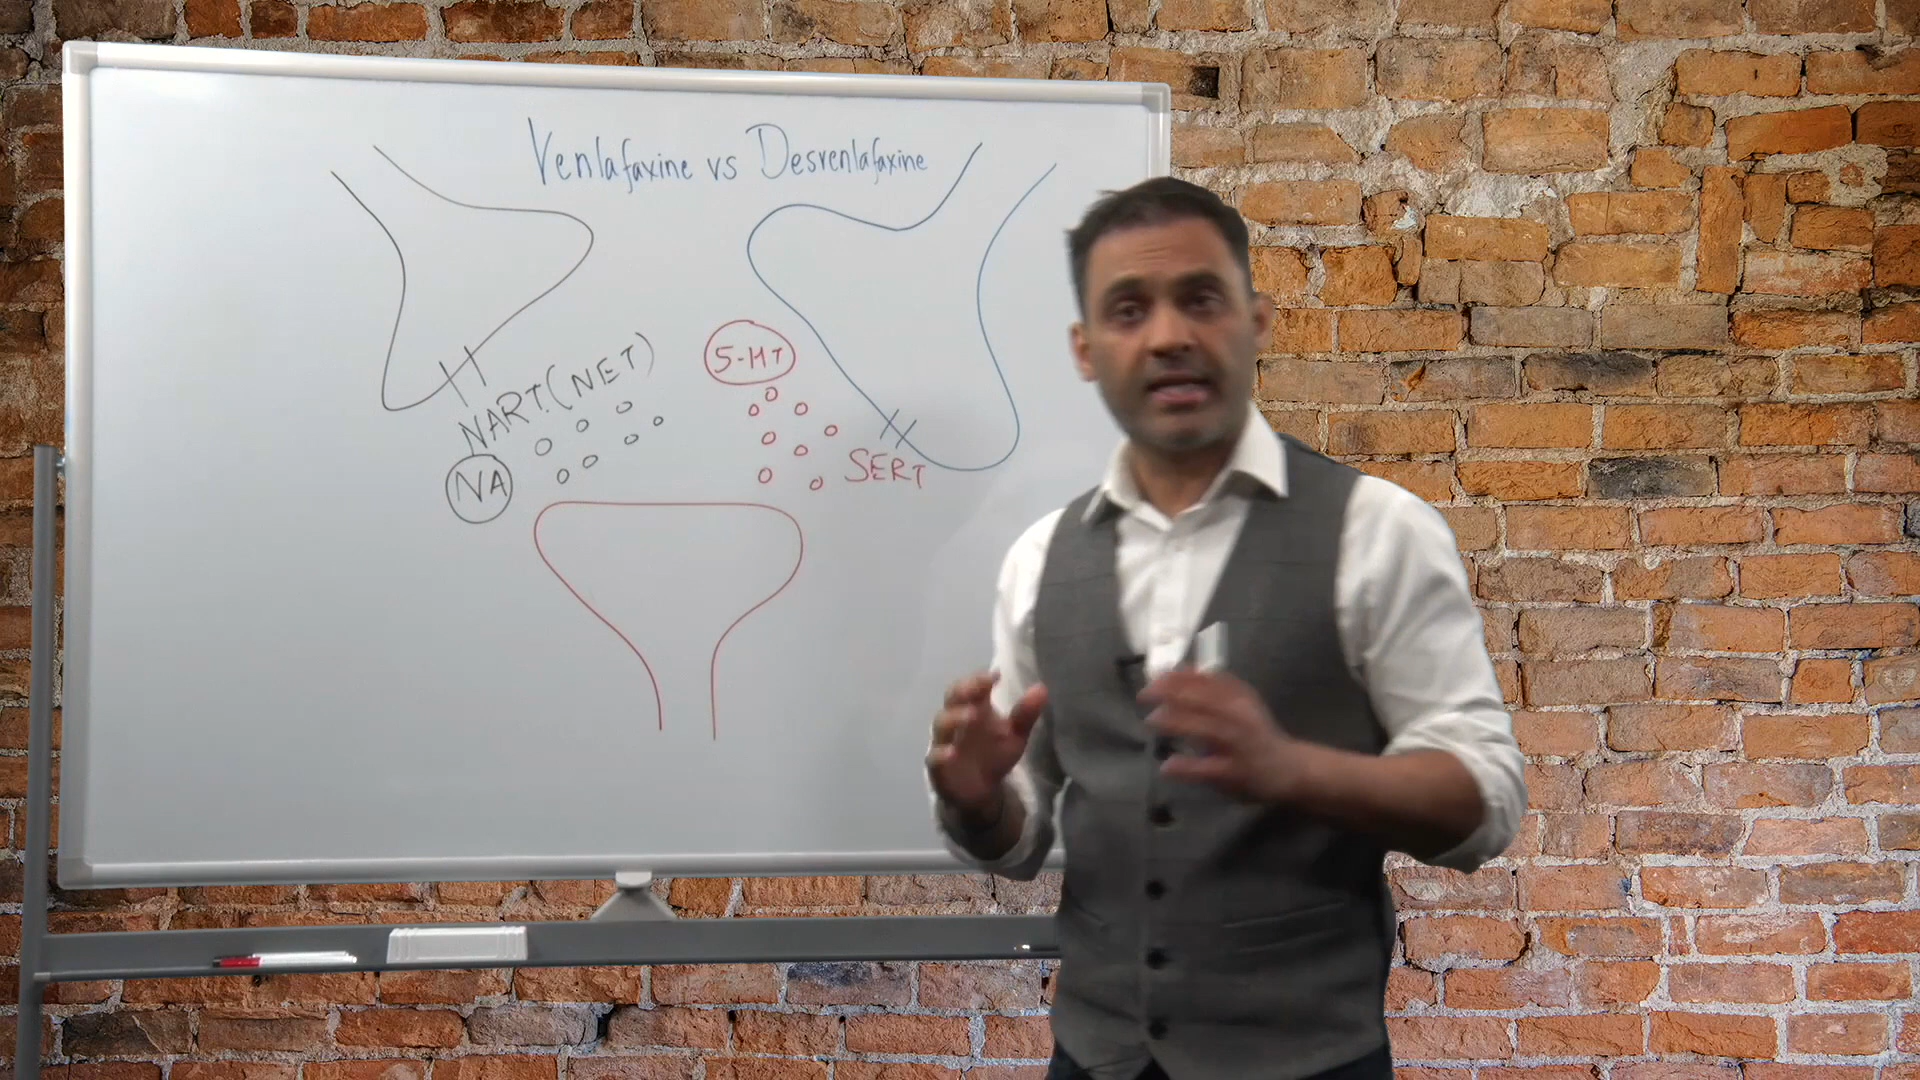 Venlafaxine vs Desvenlafaxine
NART.(NET)
NA
5-HT
SERT